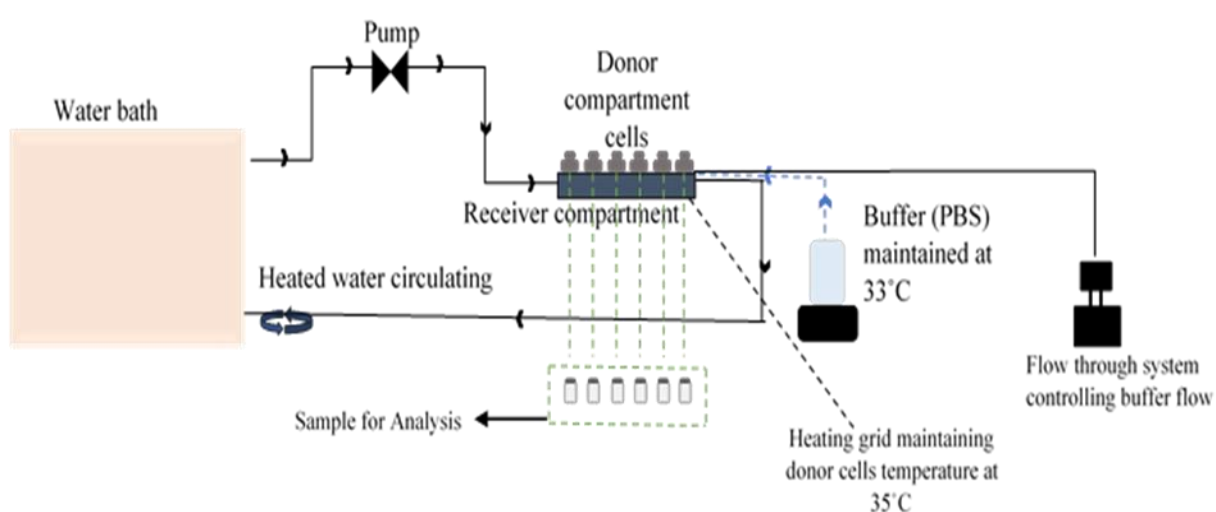 Pump
Donor
compartment
cells
Water bath
Receiver compartment
Buffer (PBS)
maintained at
33˚C
Heated water circulating
Flow through system
controlling buffer flow
Sample for Analysis
Heating grid maintaining
donor cells temperature at
35˚C